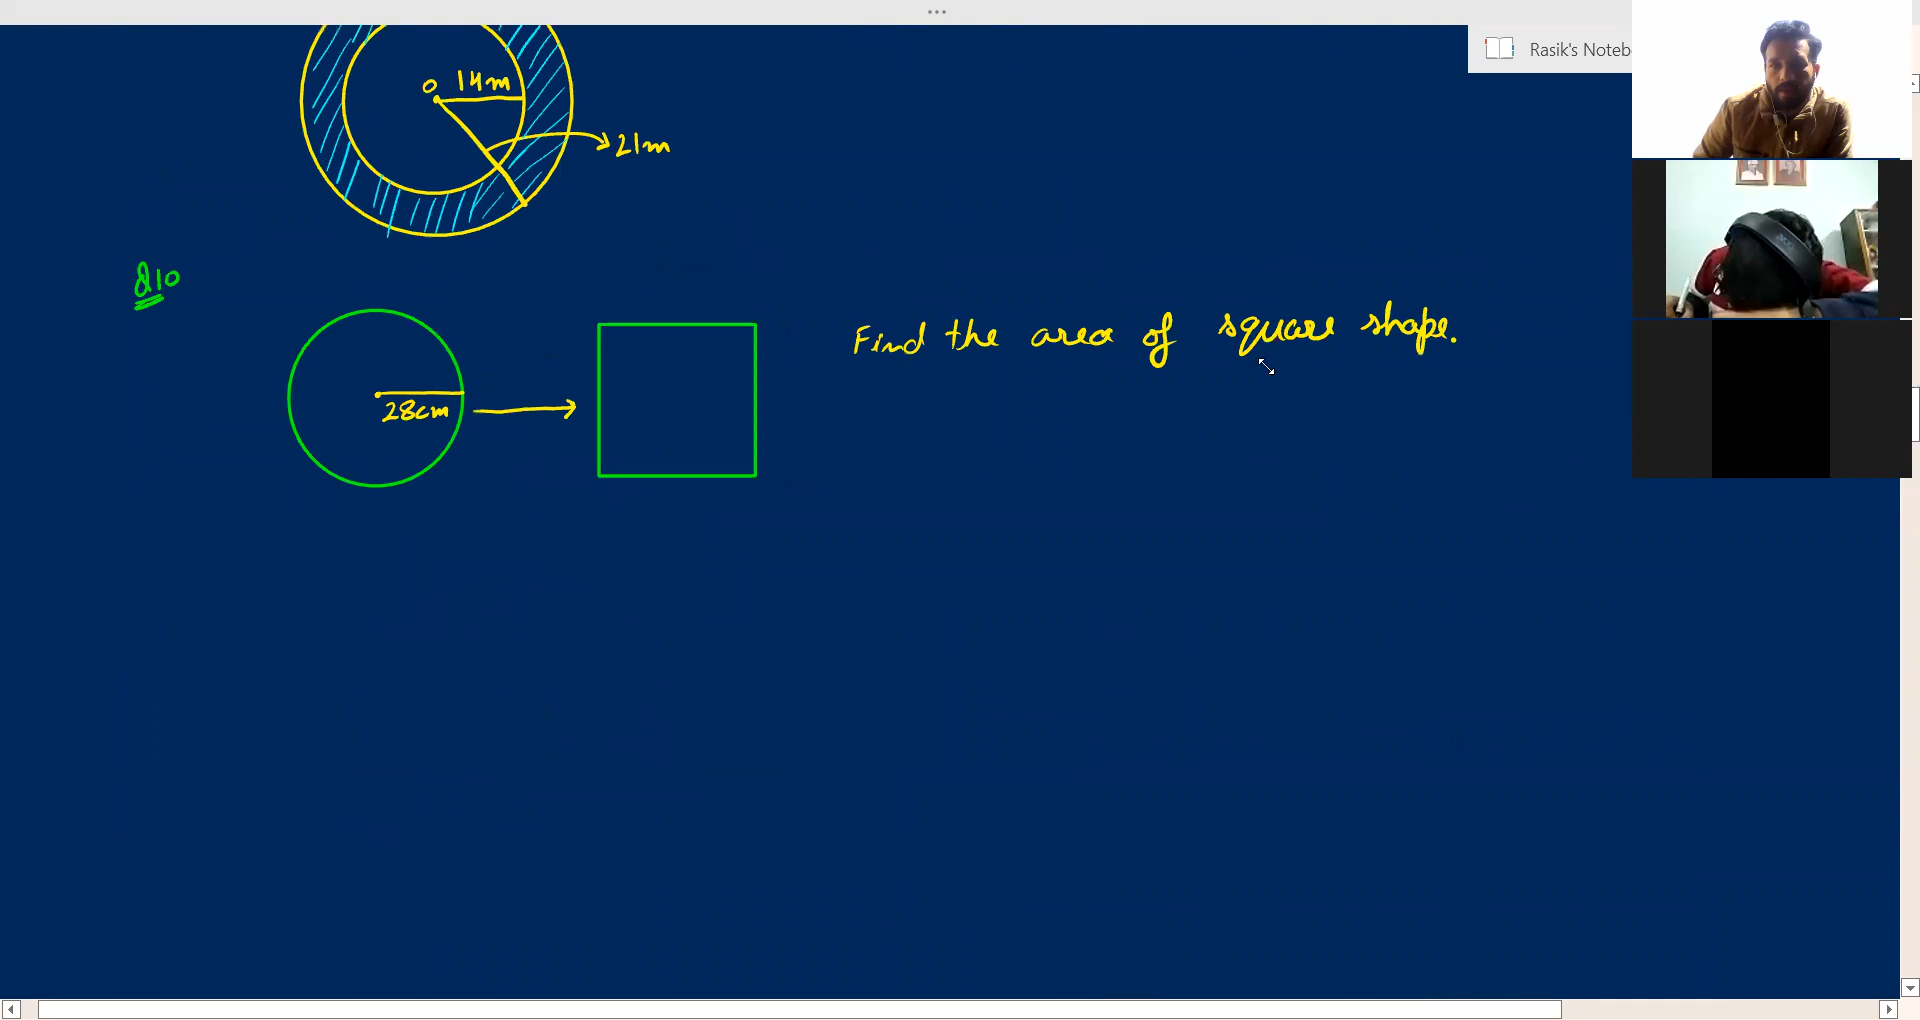 Rasik's Noteb
O 14m
21m
Q10
Find the area of square shape.
28cm